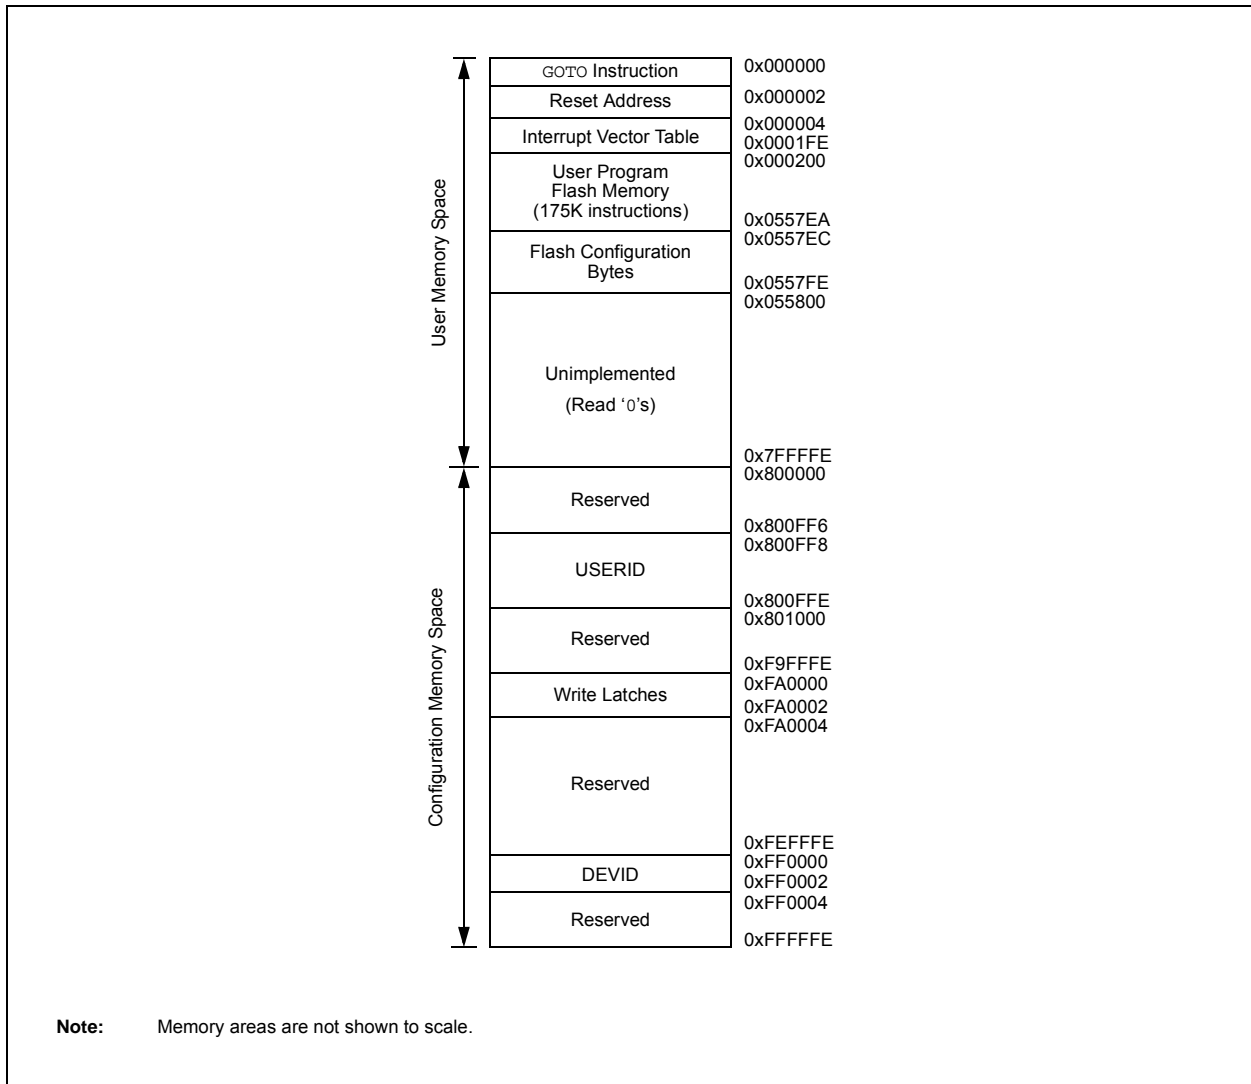 GOTO Instruction
0x000000
Reset Address
0x000002
Interrupt Vector Table
0x000004
0x0001FE
User Program
Flash Memory
(175K instructions)
0x000200
0x0557EA
Flash Configuration
Bytes
0x0557EC
0x0557FE
Unimplemented
(Read ‘0’s)
0x055800
0x7FFFFE
User Memory Space
Reserved
0x800000
0x800FF6
USERID
0x800FF8
0x800FFE
Reserved
0x801000
0xF9FFFE
Write Latches
0xFA0000
0xFA0002
Reserved
0xFA0004
0xFEFFFE
DEVID
0xFF0000
0xFF0002
Reserved
0xFF0004
0xFFFFFE
Configuration Memory Space
Note: Memory areas are not shown to scale.